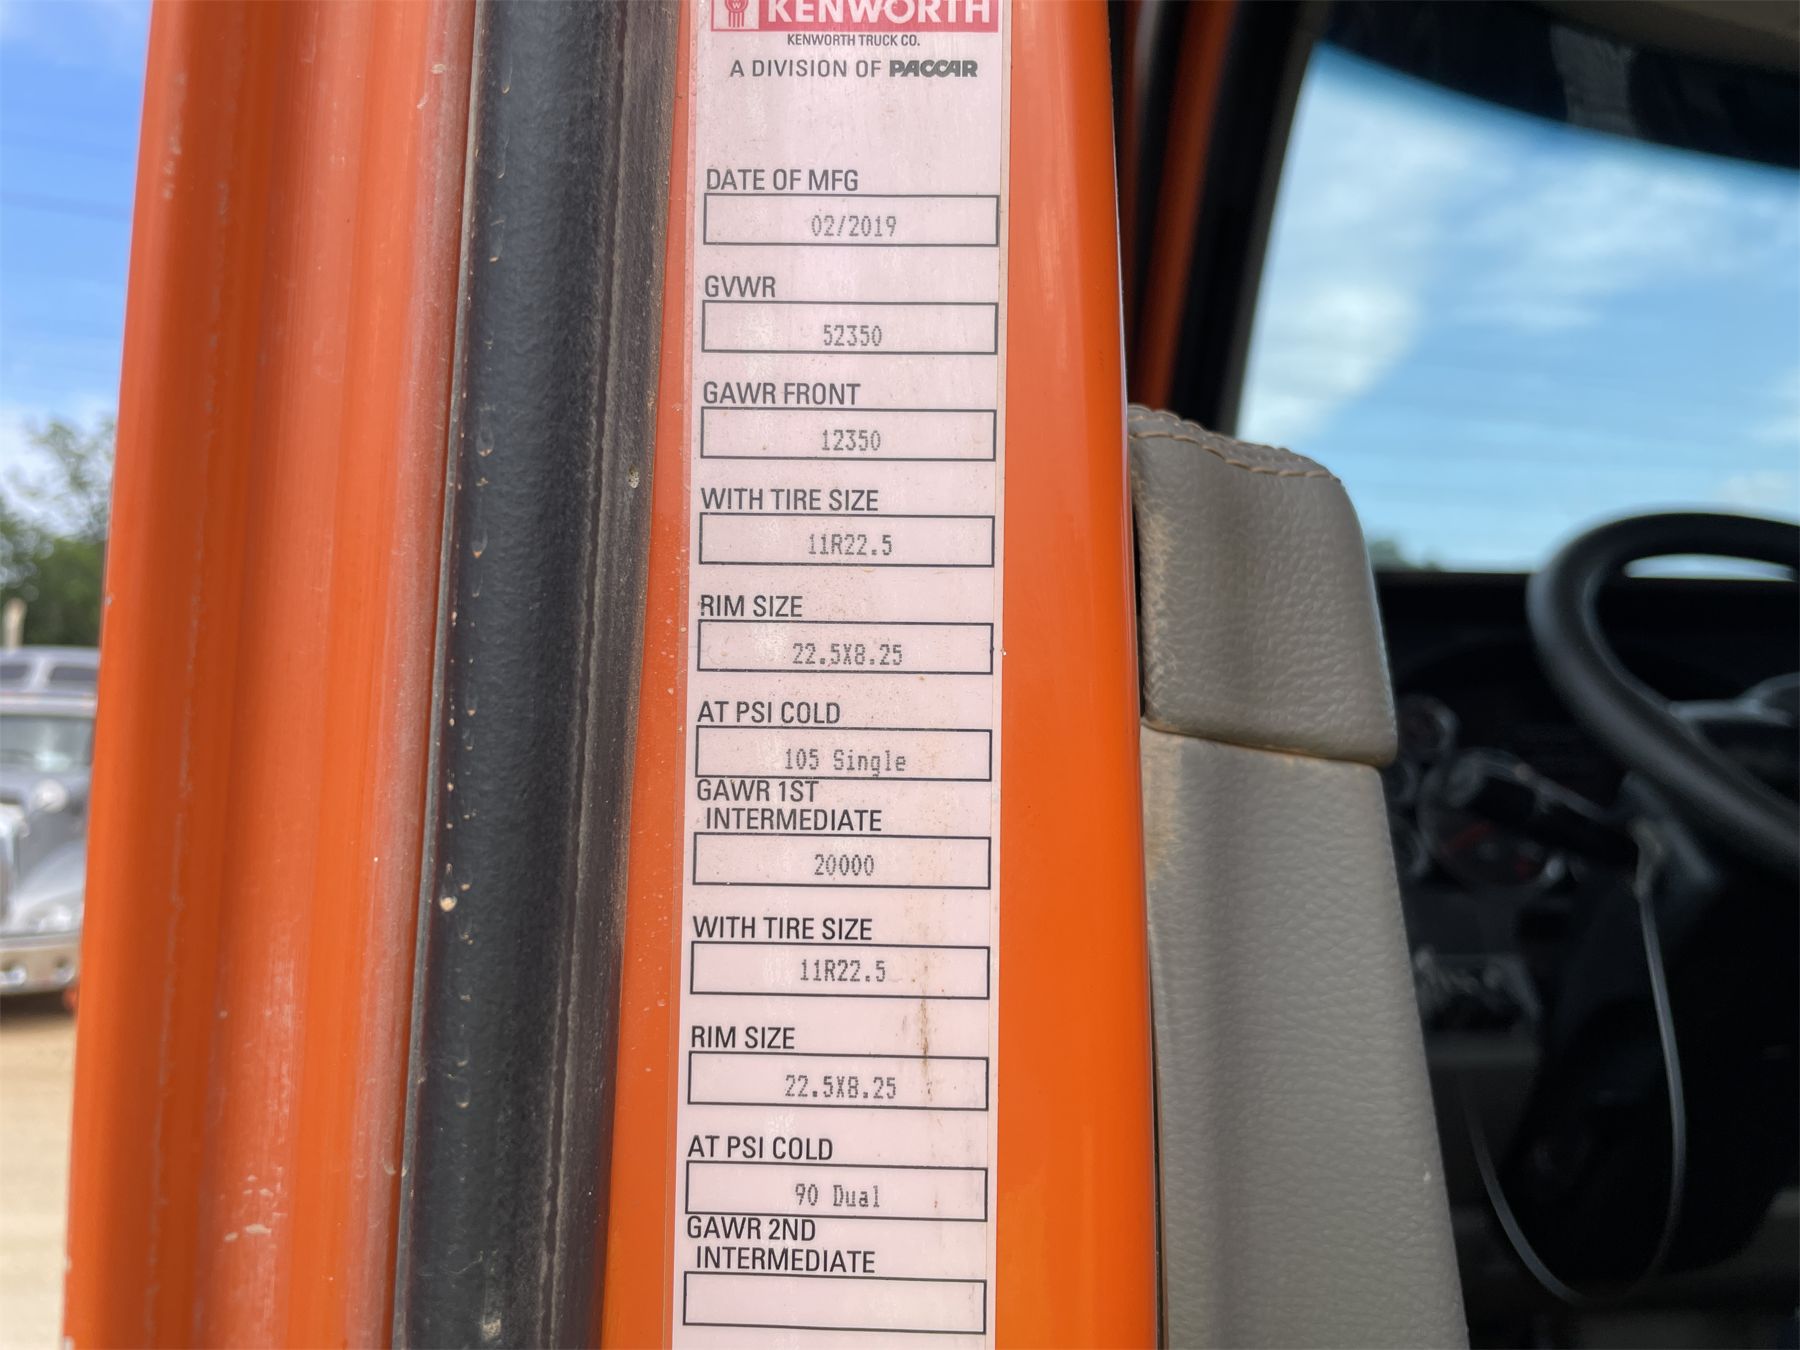 KENWORTH
KENWORTH TRUCK CO.
A DIVISION OF PACCAR
DATE OF MFG
02/2019
GVWR
52350
GAWR FRONT
12350
WITH TIRE SIZE
11R22.5
RIM SIZE
22.5X8.25
AT PSI COLD
105 Single
GAWR 1ST
INTERMEDIATE
20000
WITH TIRE SIZE
11R22.5
RIM SIZE
22.5X8.25
AT PSI COLD
90 Dual
GAWR 2ND
INTERMEDIATE